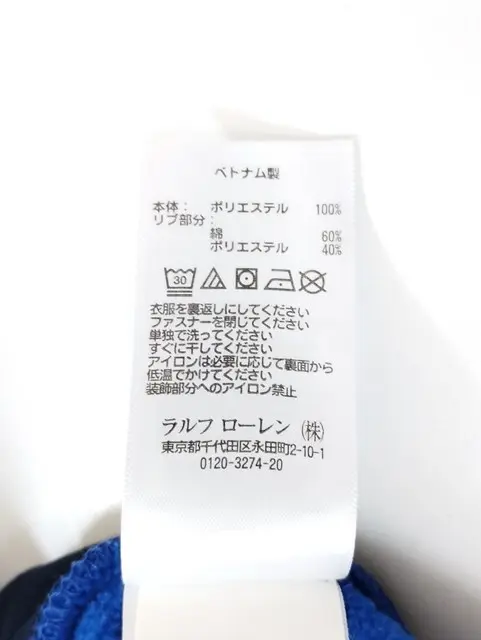 ベトナム製
本体： ポリエステル 100%
リブ部分：
綿 60%
ポリエステル 40%
30
衣服を裏返しにしてください
ファスナーを閉じてください
単独で洗ってください
すぐに干してください
アイロンは必要に応じて裏面から
低温でかけてください
装飾部分へのアイロン禁止
ラルフ ローレン ㈱
東京都千代田区永田町2-10-1
0120-3274-20